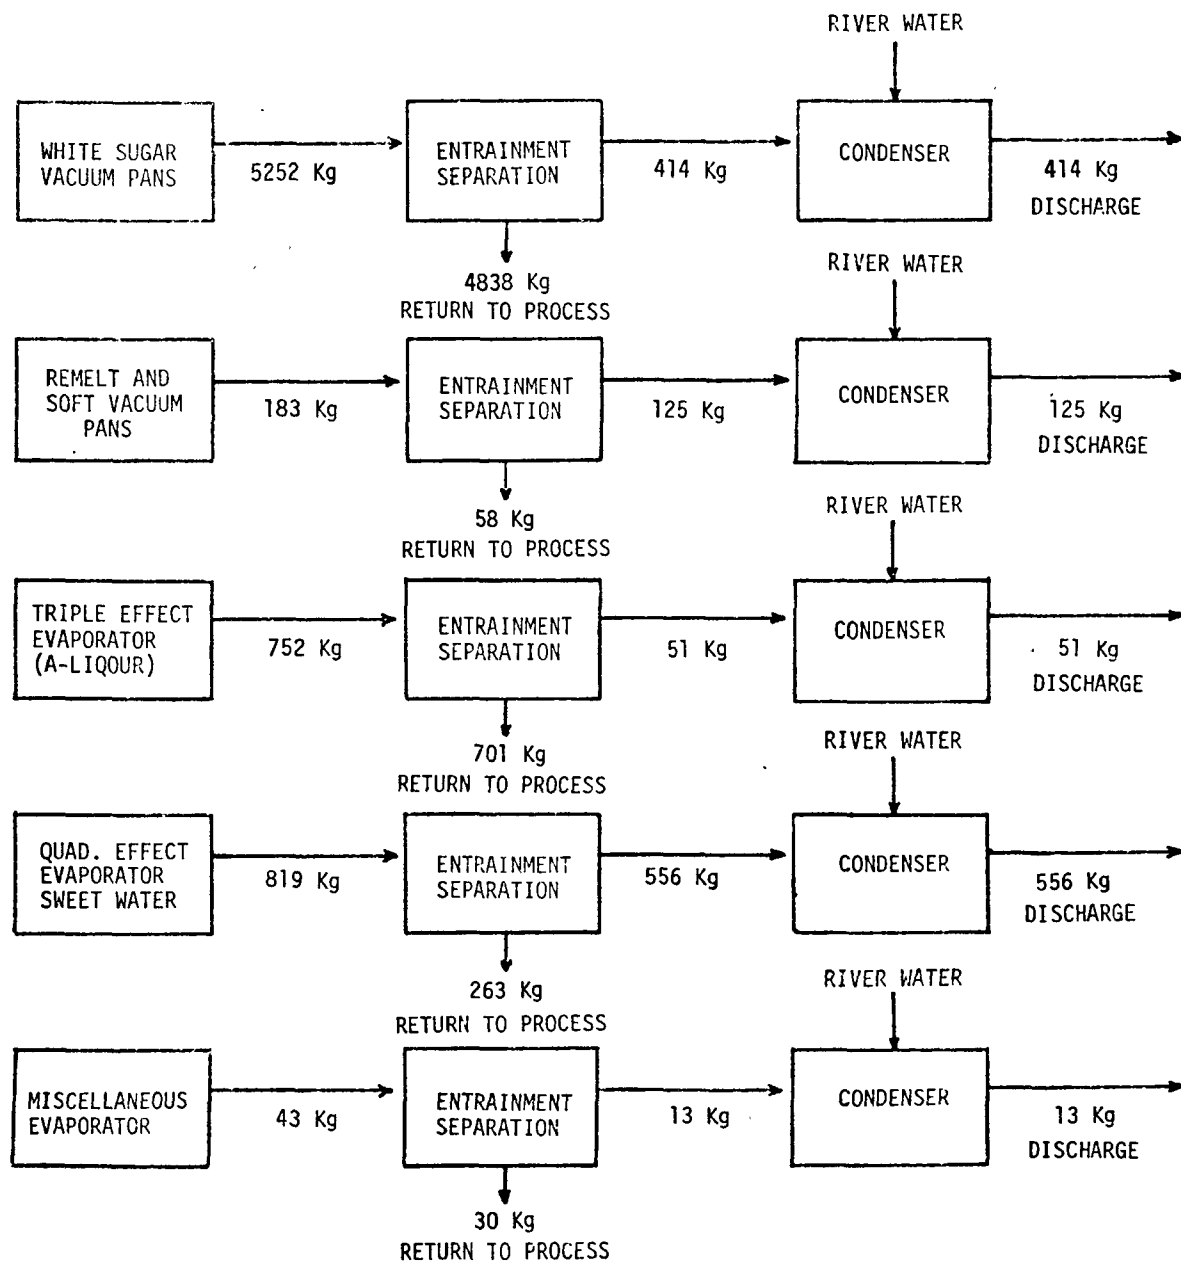 RIVER WATER
WHITE SUGAR
VACUUM PANS
5252 Kg
ENTRAINMENT
SEPARATION
414 Kg
CONDENSER
414 Kg
DISCHARGE
4838 Kg
RETURN TO PROCESS
RIVER WATER
REMELT AND
SOFT VACUUM
PANS
183 Kg
ENTRAINMENT
SEPARATION
125 Kg
CONDENSER
125 Kg
DISCHARGE
58 Kg
RETURN TO PROCESS
RIVER WATER
TRIPLE EFFECT
EVAPORATOR
(A-LIQOUR)
752 Kg
ENTRAINMENT
SEPARATION
51 Kg
CONDENSER
51 Kg
DISCHARGE
701 Kg
RETURN TO PROCESS
RIVER WATER
QUAD. EFFECT
EVAPORATOR
SWEET WATER
819 Kg
ENTRAINMENT
SEPARATION
556 Kg
CONDENSER
556 Kg
DISCHARGE
263 Kg
RETURN TO PROCESS
RIVER WATER
MISCELLANEOUS
EVAPORATOR
43 Kg
ENTRAINMENT
SEPARATION
13 Kg
CONDENSER
13 Kg
DISCHARGE
30 Kg
RETURN TO PROCESS